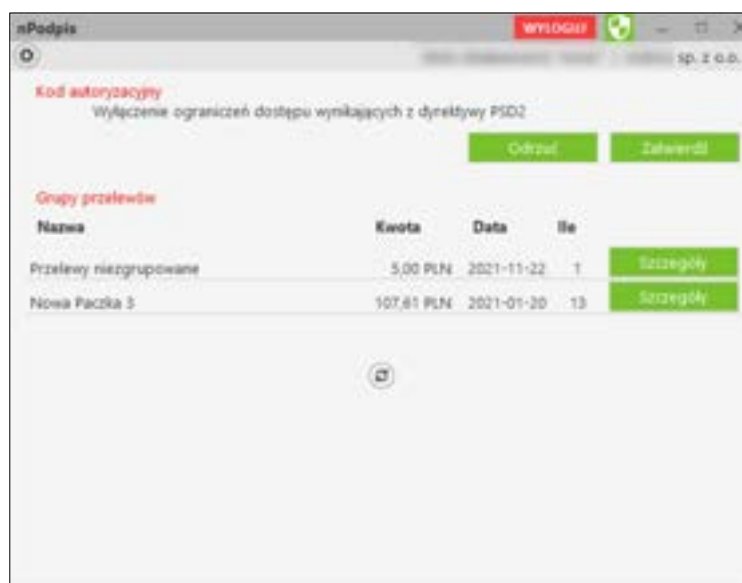 nPodpis WYLOGUJ
sp. z o.o.
Kod autoryzacyjny
Wyłączenie ograniczeń dostępu wynikających z dyrektywy PSD2
Odrzuć Zatwierdź
Grupy przelewów
Nazwa Kwota Data Ile
Przelewy niezgrupowane 5,00 PLN 2021-11-22 1 Szczegóły
Nowa Paczka 3 107,61 PLN 2021-01-20 13 Szczegóły